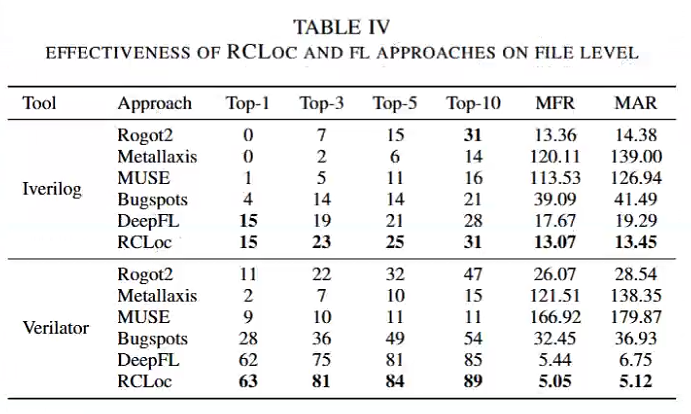 TABLE IV
EFFECTIVENESS OF RCLOC AND FL APPROACHES ON FILE LEVEL
Tool Approach Top-1 Top-3 Top-5 Top-10 MFR MAR
Iverilog
Rogot2 0 7 15 31 13.36 14.38
Metallaxis 0 2 6 14 120.11 139.00
MUSE 1 5 11 16 113.53 126.94
Bugspots 4 14 14 21 39.09 41.49
DeepFL 15 19 21 28 17.67 19.29
RCLoc 15 23 25 31 13.07 13.45
Verilator
Rogot2 11 22 32 47 26.07 28.54
Metallaxis 2 7 10 15 121.51 138.35
MUSE 9 10 11 11 166.92 179.87
Bugspots 28 36 49 54 32.45 36.93
DeepFL 62 75 81 85 5.44 6.75
RCLoc 63 81 84 89 5.05 5.12